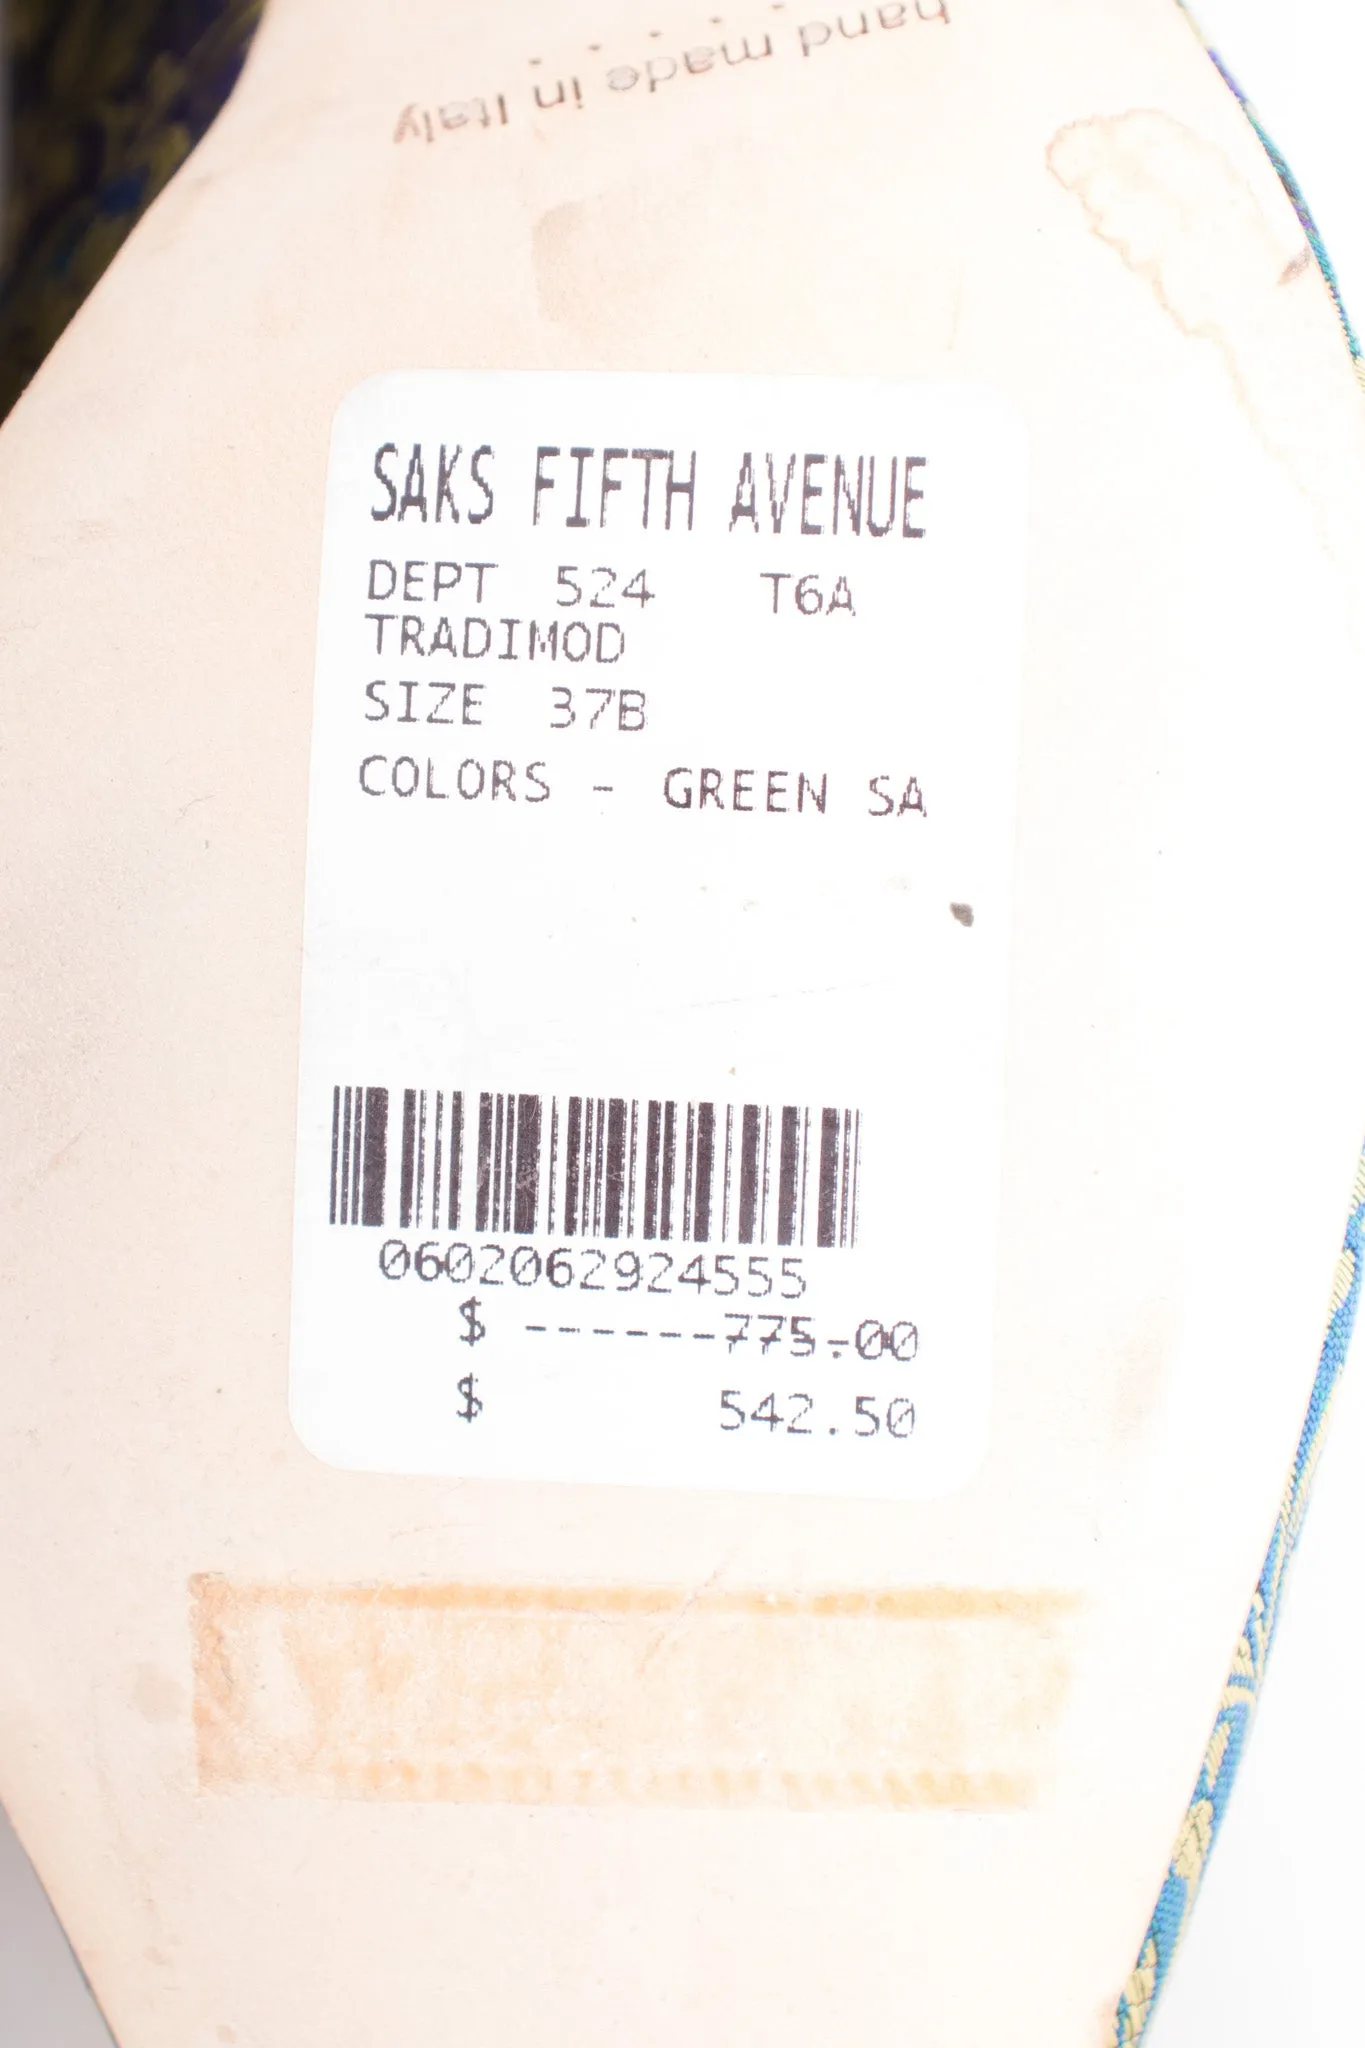 hand made in Italy
SAKS FIFTH AVENUE
DEPT 524 T6A
TRADIMOD
SIZE 37B
COLORS - GREEN SA
0602062924555
$ ------775.00
$ 542.50